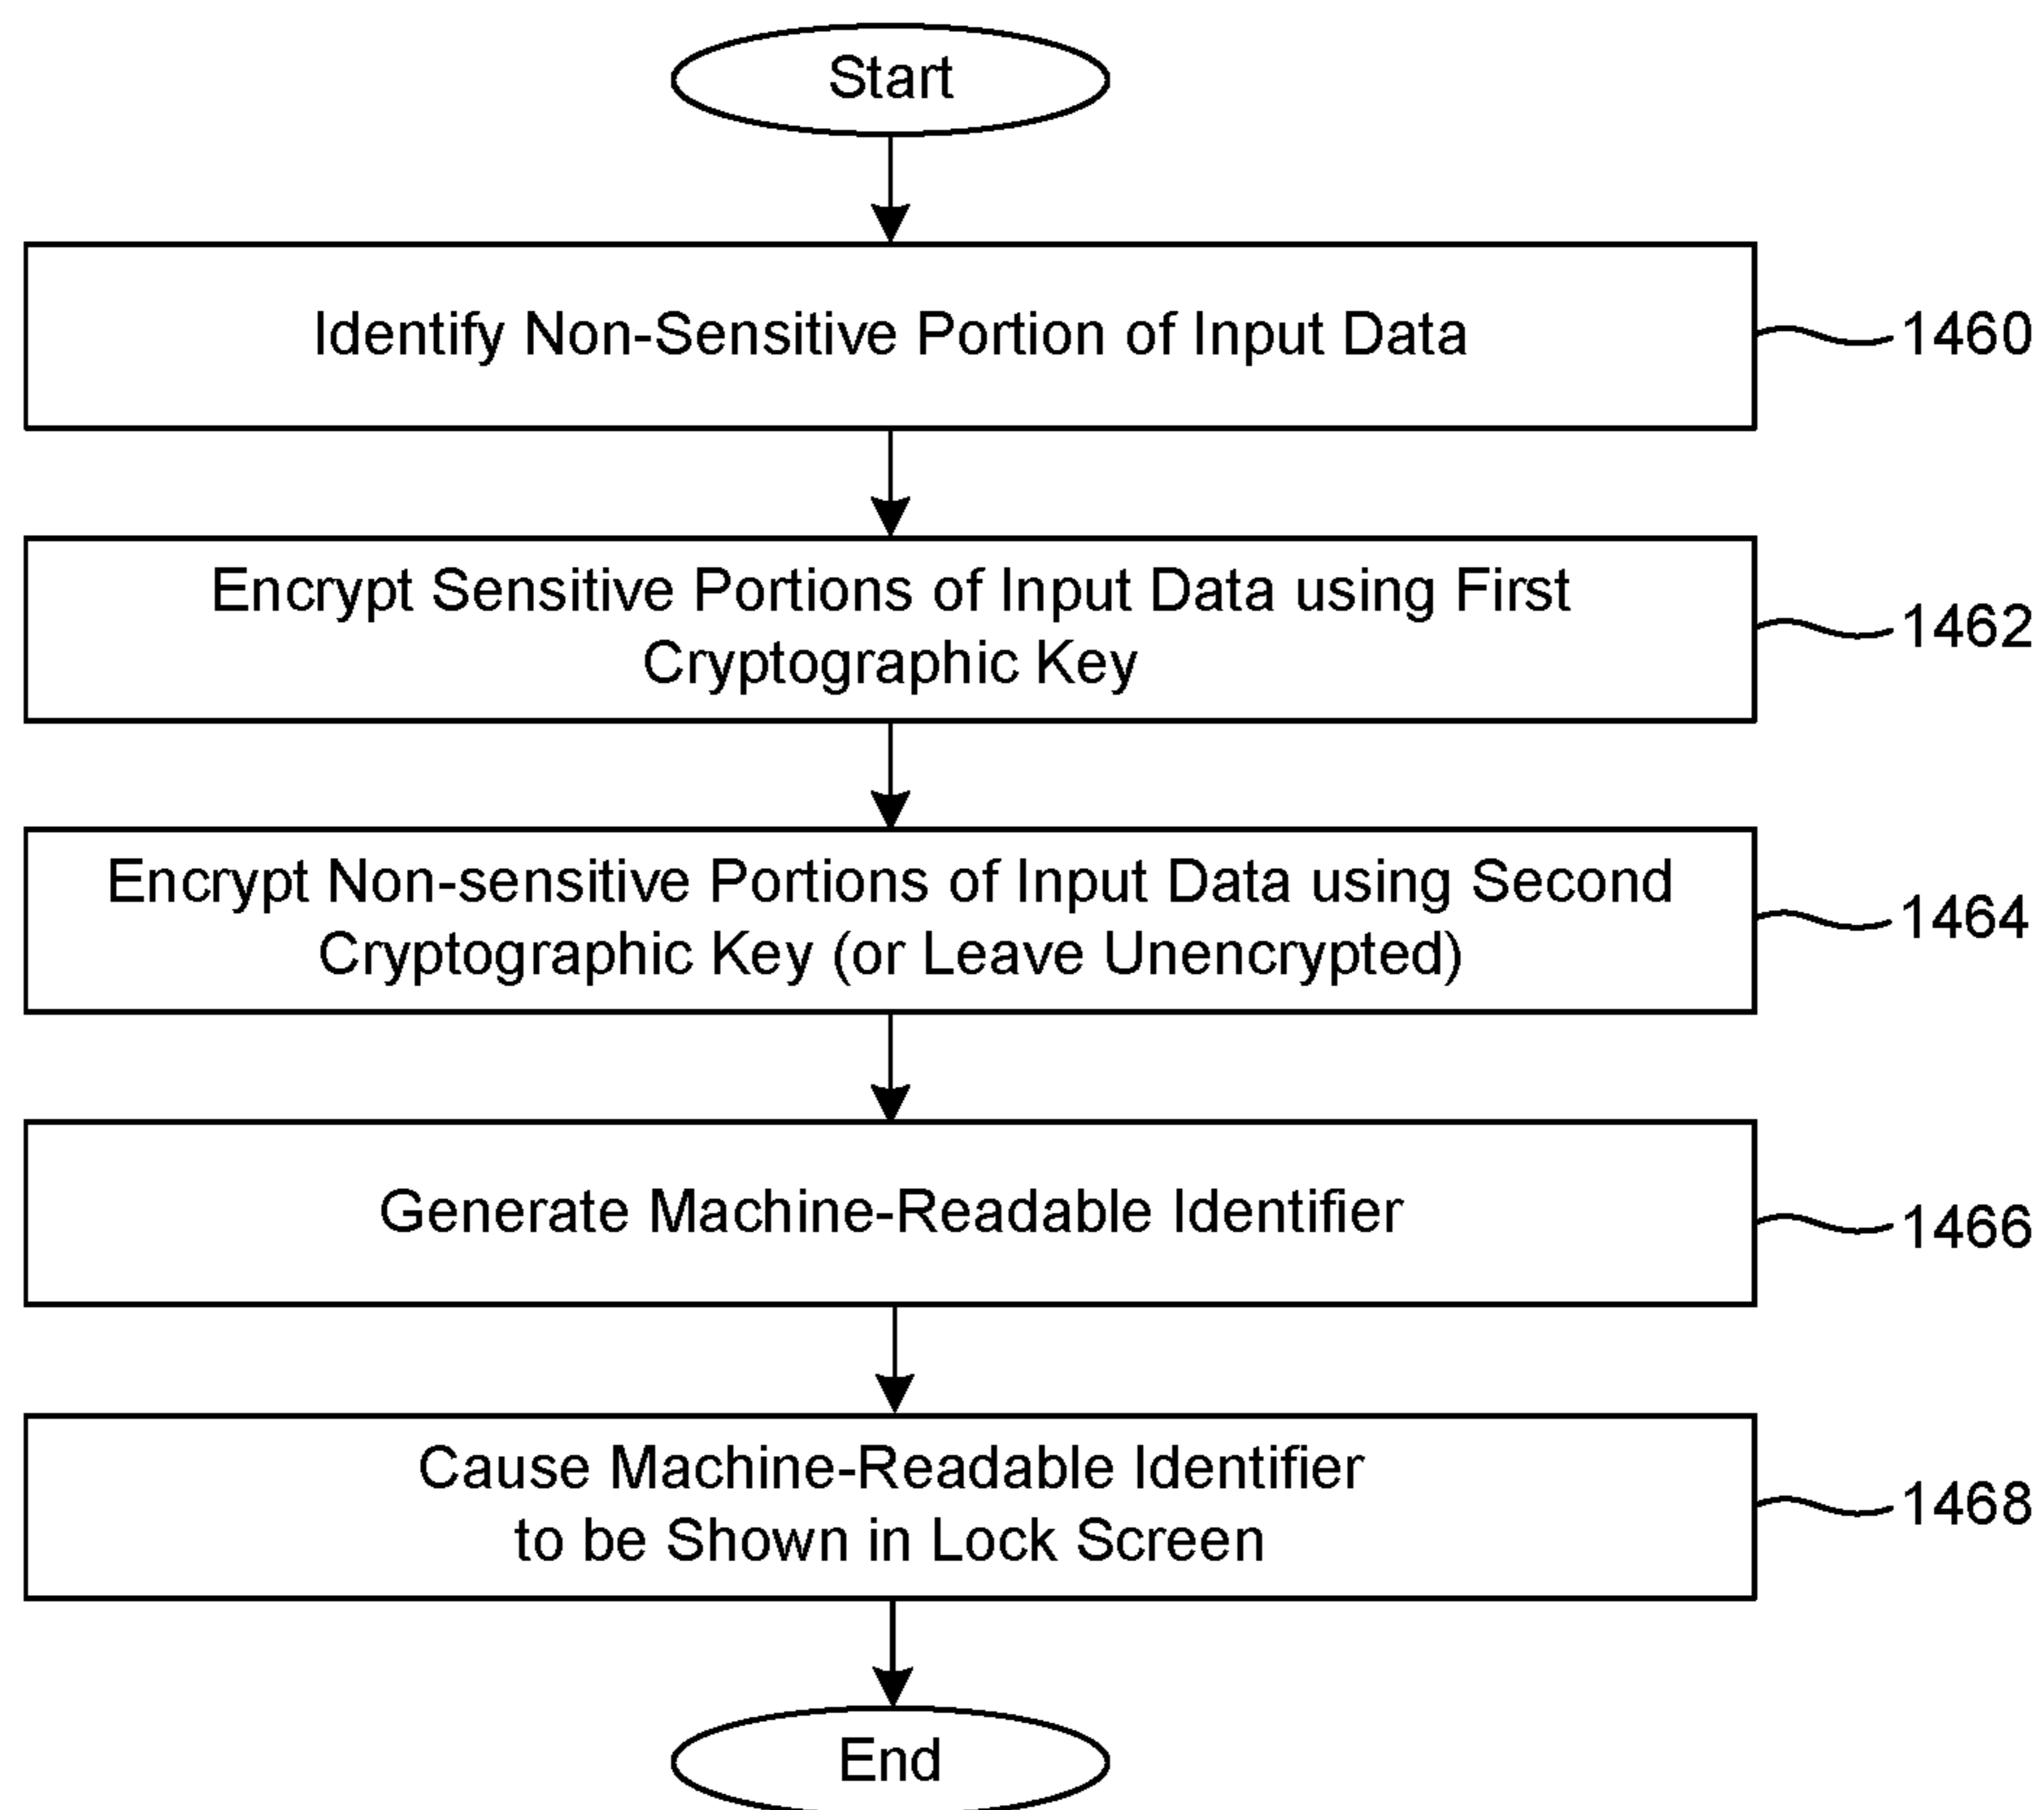 Start
Identify Non-Sensitive Portion of Input Data
1460
Encrypt Sensitive Portions of Input Data using First
Cryptographic Key
1462
Encrypt Non-sensitive Portions of Input Data using Second
Cryptographic Key (or Leave Unencrypted)
1464
Generate Machine-Readable Identifier
1466
Cause Machine-Readable Identifier
to be Shown in Lock Screen
1468
End